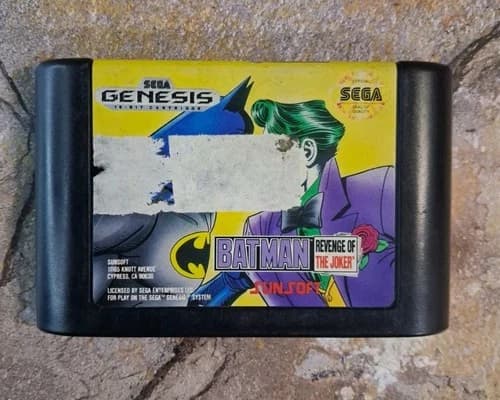 SEGA
GENESIS
16-BIT CARTRIDGE
SEGA
QUALITY
BATMAN
REVENGE OF
THE JOKER
SUNSOFT
SUNSOFT
11165 KNOTT AVENUE
CYPRESS, CA 90630
LICENSED BY SEGA ENTERPRISES LTD.
FOR PLAY ON THE SEGA™ GENESIS™ SYSTEM